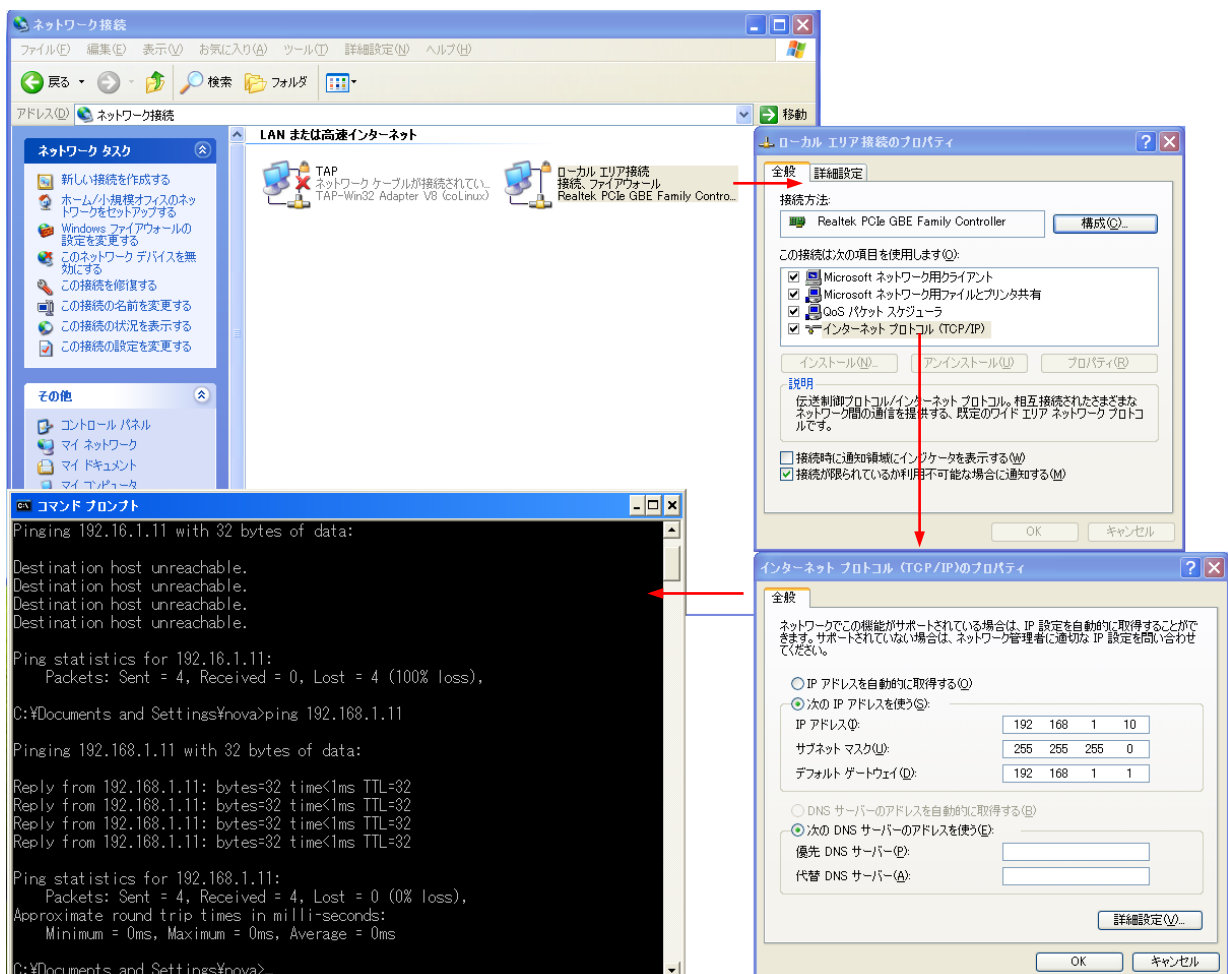 ネットワーク接続
ファイル(F) 編集(E) 表示(V) お気に入り(A) ツール(T) 詳細設定(N) ヘルプ(H)
戻る 検索 フォルダ
アドレス(D) ネットワーク接続 移動
ネットワーク タスク
新しい接続を作成する
ホーム/小規模オフィスのネッ
トワークをセットアップする
Windows ファイアウォールの
設定を変更する
このネットワーク デバイスを無
効にする
この接続を修復する
この接続の名前を変更する
この接続の状況を表示する
この接続の設定を変更する
その他
コントロール パネル
マイ ネットワーク
マイ ドキュメント
マイ コンピュータ
LAN または高速インターネット
TAP
ネットワーク ケーブルが接続されてい...
TAP-Win32 Adapter V8 (coLinux)
ローカル エリア接続
接続、ファイアウォール
Realtek PCIe GBE Family Contro...
ローカル エリア接続のプロパティ
全般 詳細設定
接続方法:
Realtek PCIe GBE Family Controller 構成(C)...
この接続は次の項目を使用します(O):
Microsoft ネットワーク用クライアント
Microsoft ネットワーク用ファイルとプリンタ共有
QoS パケット スケジューラ
インターネット プロトコル (TCP/IP)
インストール(N)... アンインストール(U) プロパティ(R)
説明
伝送制御プロトコル/インターネット プロトコル。相互接続されたさまざまな
ネットワーク間の通信を提供する、既定のワイド エリア ネットワーク プロトコ
ルです。
接続時に通知領域にインジケータを表示する(W)
接続が限られているか利用不可能な場合に通知する(M)
OK キャンセル
コマンド プロンプト
Pinging 192.16.1.11 with 32 bytes of data:
Destination host unreachable.
Destination host unreachable.
Destination host unreachable.
Destination host unreachable.
Ping statistics for 192.16.1.11:
Packets: Sent = 4, Received = 0, Lost = 4 (100% loss),
C:¥Documents and Settings¥nova>ping 192.168.1.11
Pinging 192.168.1.11 with 32 bytes of data:
Reply from 192.168.1.11: bytes=32 time<1ms TTL=32
Reply from 192.168.1.11: bytes=32 time<1ms TTL=32
Reply from 192.168.1.11: bytes=32 time<1ms TTL=32
Reply from 192.168.1.11: bytes=32 time<1ms TTL=32
Ping statistics for 192.168.1.11:
Packets: Sent = 4, Received = 4, Lost = 0 (0% loss),
Approximate round trip times in milli-seconds:
Minimum = 0ms, Maximum = 0ms, Average = 0ms
C:¥Documents and Settings¥nova>_
インターネット プロトコル (TCP/IP)のプロパティ
全般
ネットワークでこの機能がサポートされている場合は、IP 設定を自動的に取得することがで
きます。サポートされていない場合は、ネットワーク管理者に適切な IP 設定を問い合わせ
てください。
IP アドレスを自動的に取得する(O)
次の IP アドレスを使う(S):
IP アドレス(I): 192 168 1 10
サブネット マスク(U): 255 255 255 0
デフォルト ゲートウェイ(D): 192 168 1 1
DNS サーバーのアドレスを自動的に取得する(B)
次の DNS サーバーのアドレスを使う(E):
優先 DNS サーバー(P):
代替 DNS サーバー(A):
詳細設定(V)...
OK キャンセル